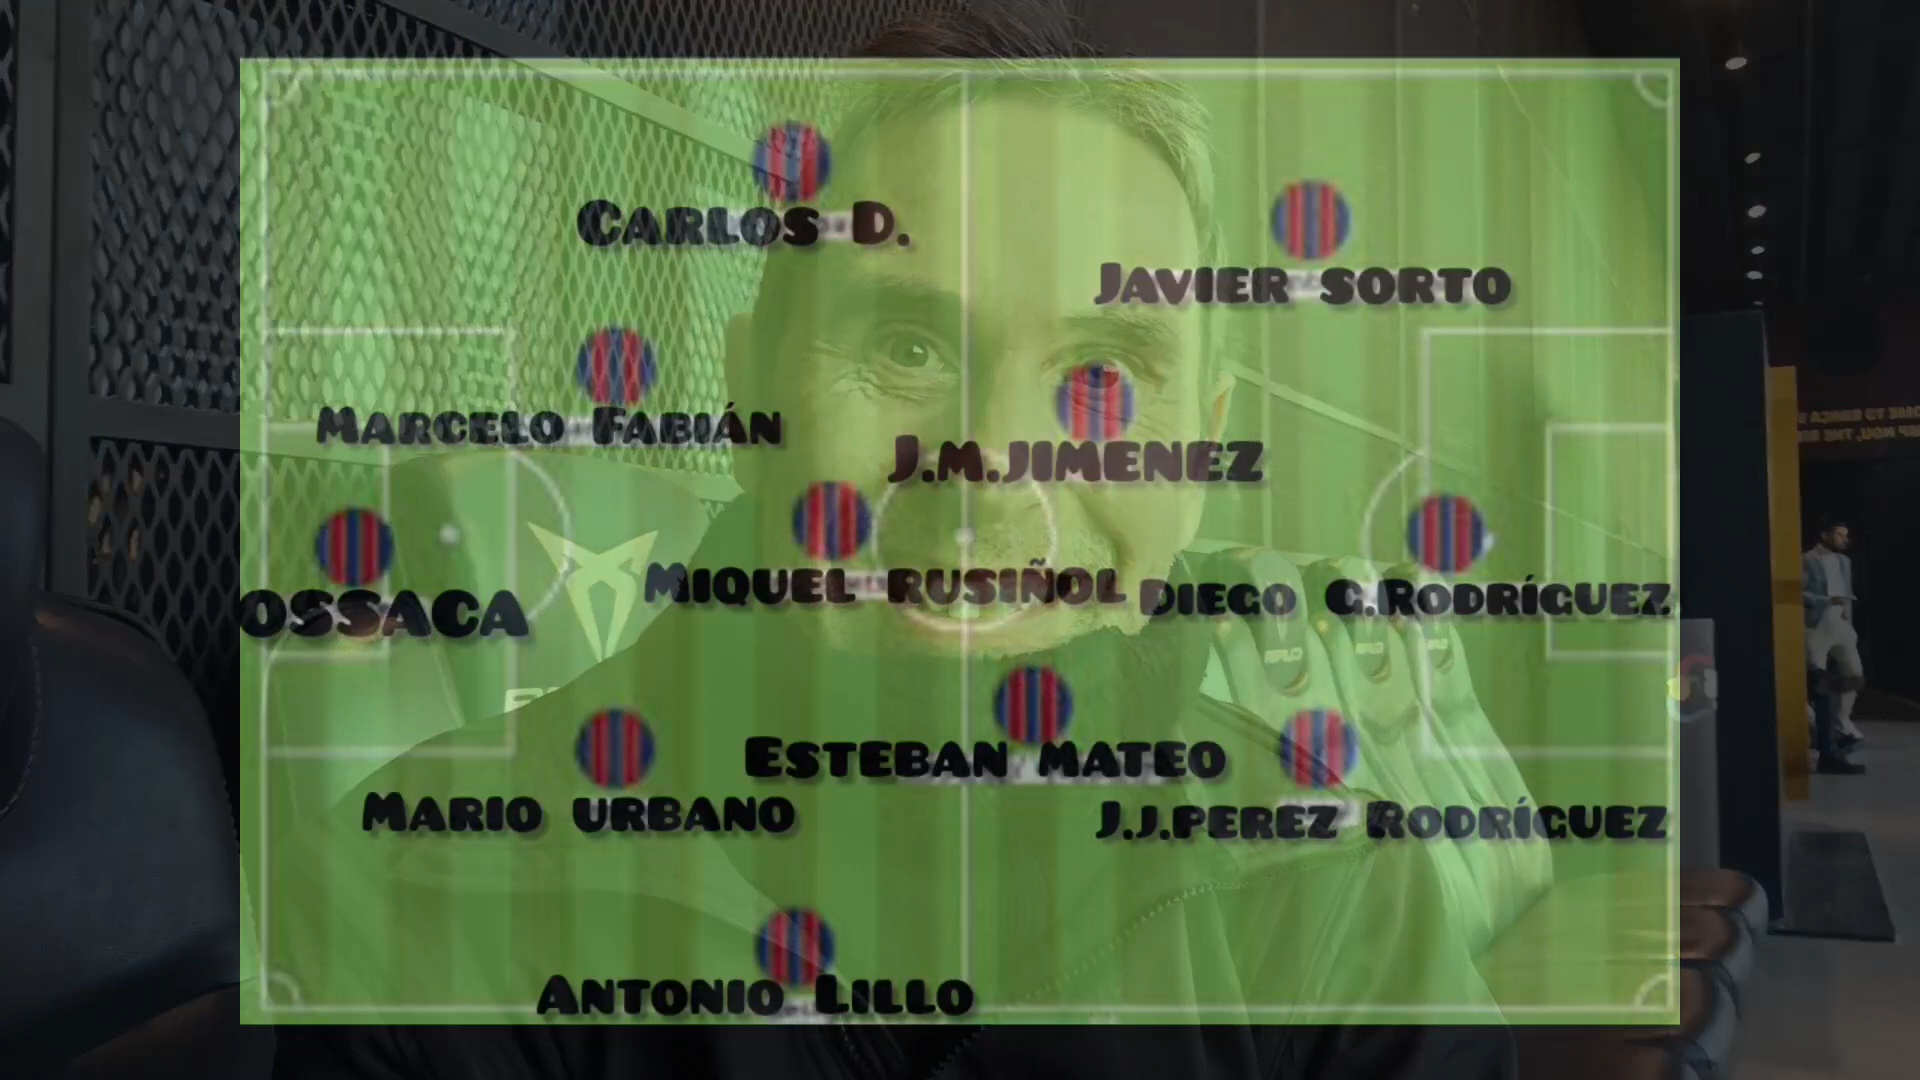 CARLOS D.
JAVIER SORTO
MARCELO FABIÁN
J.M.JIMENEZ
OSSACA
MIQUEL RUSIÑOL
DIEGO G.RODRÍGUEZ
ESTEBAN MATEO
MARIO URBANO
J.J.PEREZ RODRÍGUEZ
ANTONIO LILLO